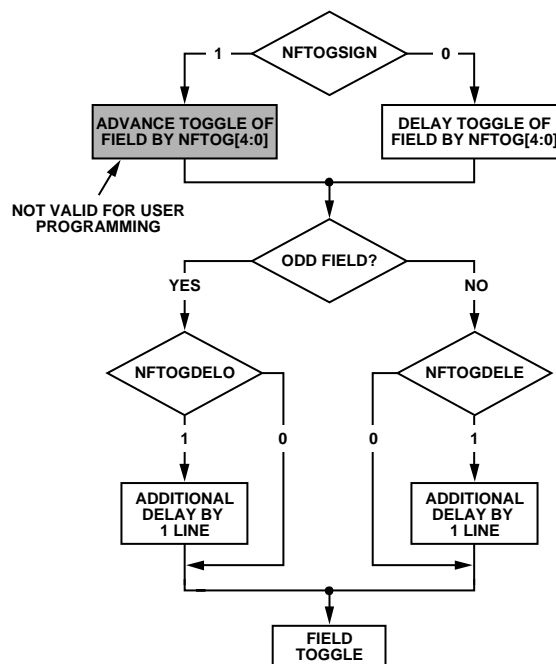 NFTOGSIGN
1
0
ADVANCE TOGGLE OF
FIELD BY NFTOG[4:0]
DELAY TOGGLE OF
FIELD BY NFTOG[4:0]
NOT VALID FOR USER
PROGRAMMING
ODD FIELD?
YES
NO
NFTOGDELO
NFTOGDELE
1
0
0
1
ADDITIONAL
DELAY BY
1 LINE
ADDITIONAL
DELAY BY
1 LINE
FIELD
TOGGLE